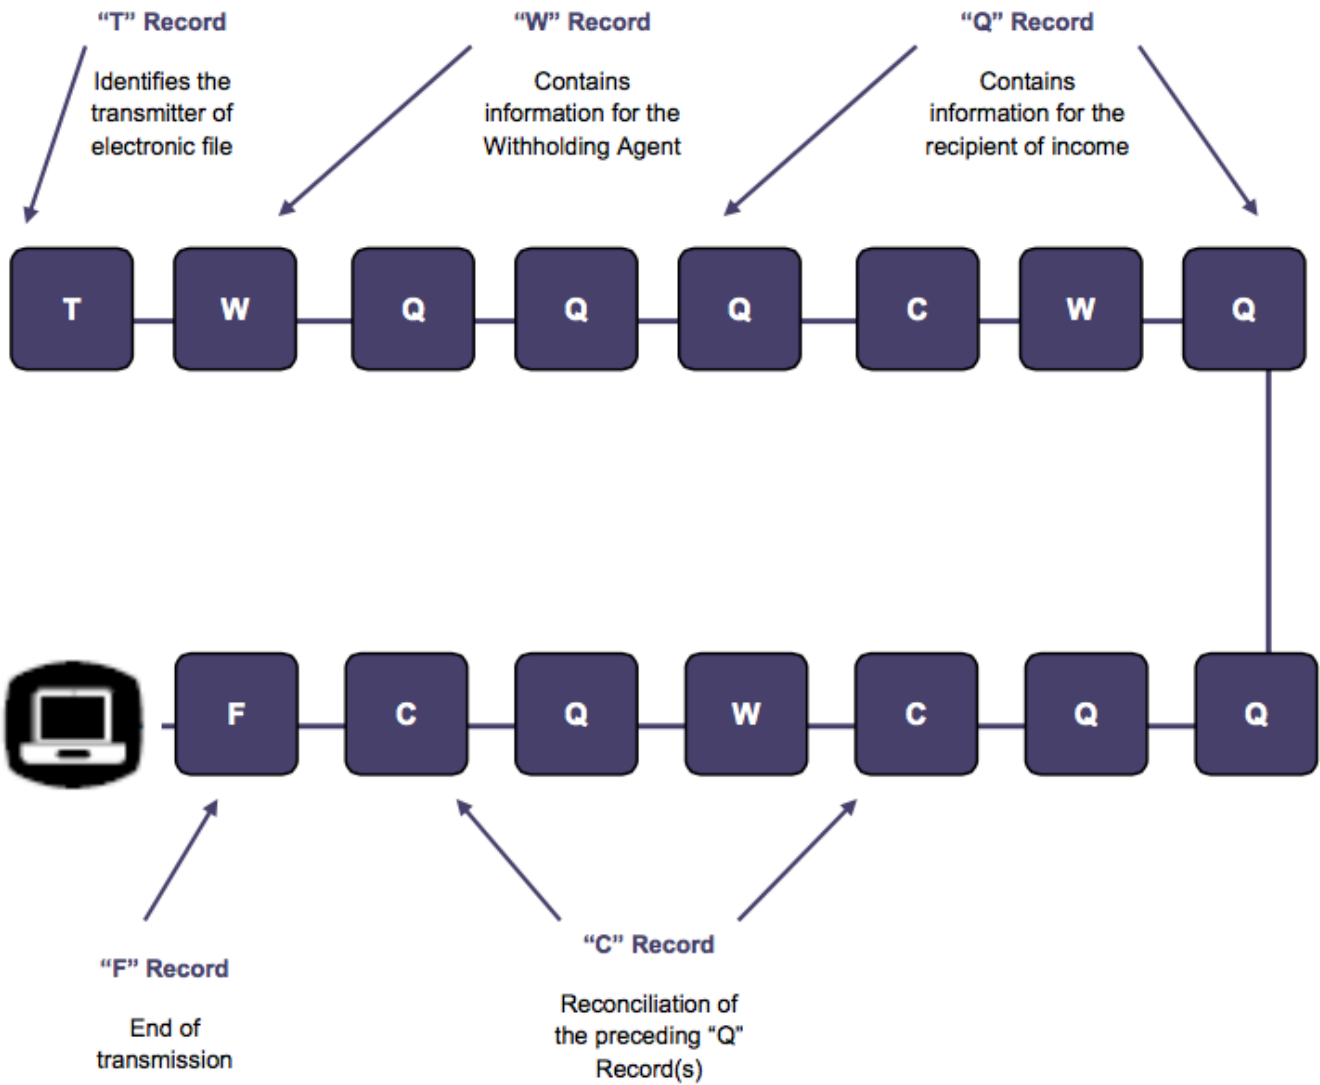 “T” Record
Identifies the
transmitter of
electronic file
“W” Record
Contains
information for the
Withholding Agent
“Q” Record
Contains
information for the
recipient of income
T
W
Q
Q
Q
C
W
Q
F
C
Q
W
C
Q
Q
“F” Record
End of
transmission
“C” Record
Reconciliation of
the preceding “Q”
Record(s)